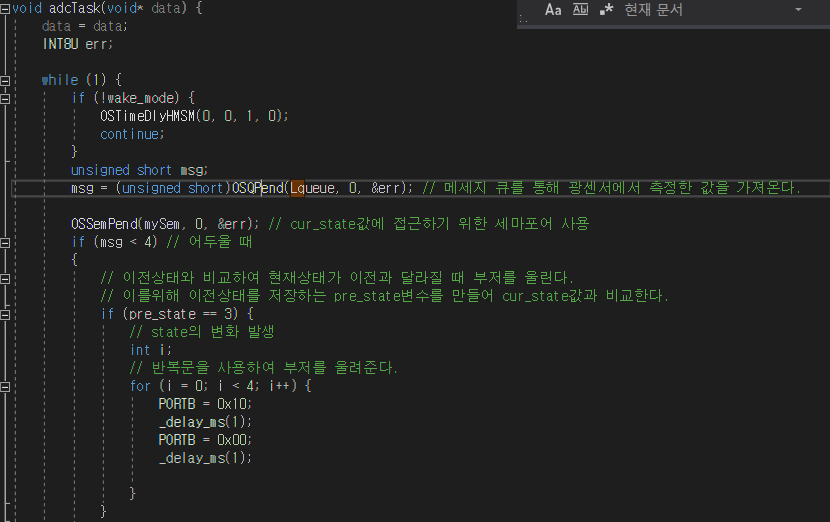 void adcTask(void* data) {
Aa Ab .* 현재 문서
data = data;
INT8U err;
while (1) {
if (!wake_mode) {
OSTimeDlyHMSM(0, 0, 1, 0);
continue;
}
unsigned short msg;
msg = (unsigned short)OSQPend(Lqueue, 0, &err); // 메세지 큐를 통해 광센서에서 측정한 값을 가져온다.
OSSemPend(mySem, 0, &err); // cur_state값에 접근하기 위한 세마포어 사용
if (msg < 4) // 어두울 때
{
// 이전상태와 비교하여 현재상태가 이전과 달라질 때 부저를 울린다.
// 이를위해 이전상태를 저장하는 pre_state변수를 만들어 cur_state값과 비교한다.
if (pre_state == 3) {
// state의 변화 발생
int i;
// 반복문을 사용하여 부저를 울려준다.
for (i = 0; i < 4; i++) {
PORTB = 0x10;
_delay_ms(1);
PORTB = 0x00;
_delay_ms(1);
}
}